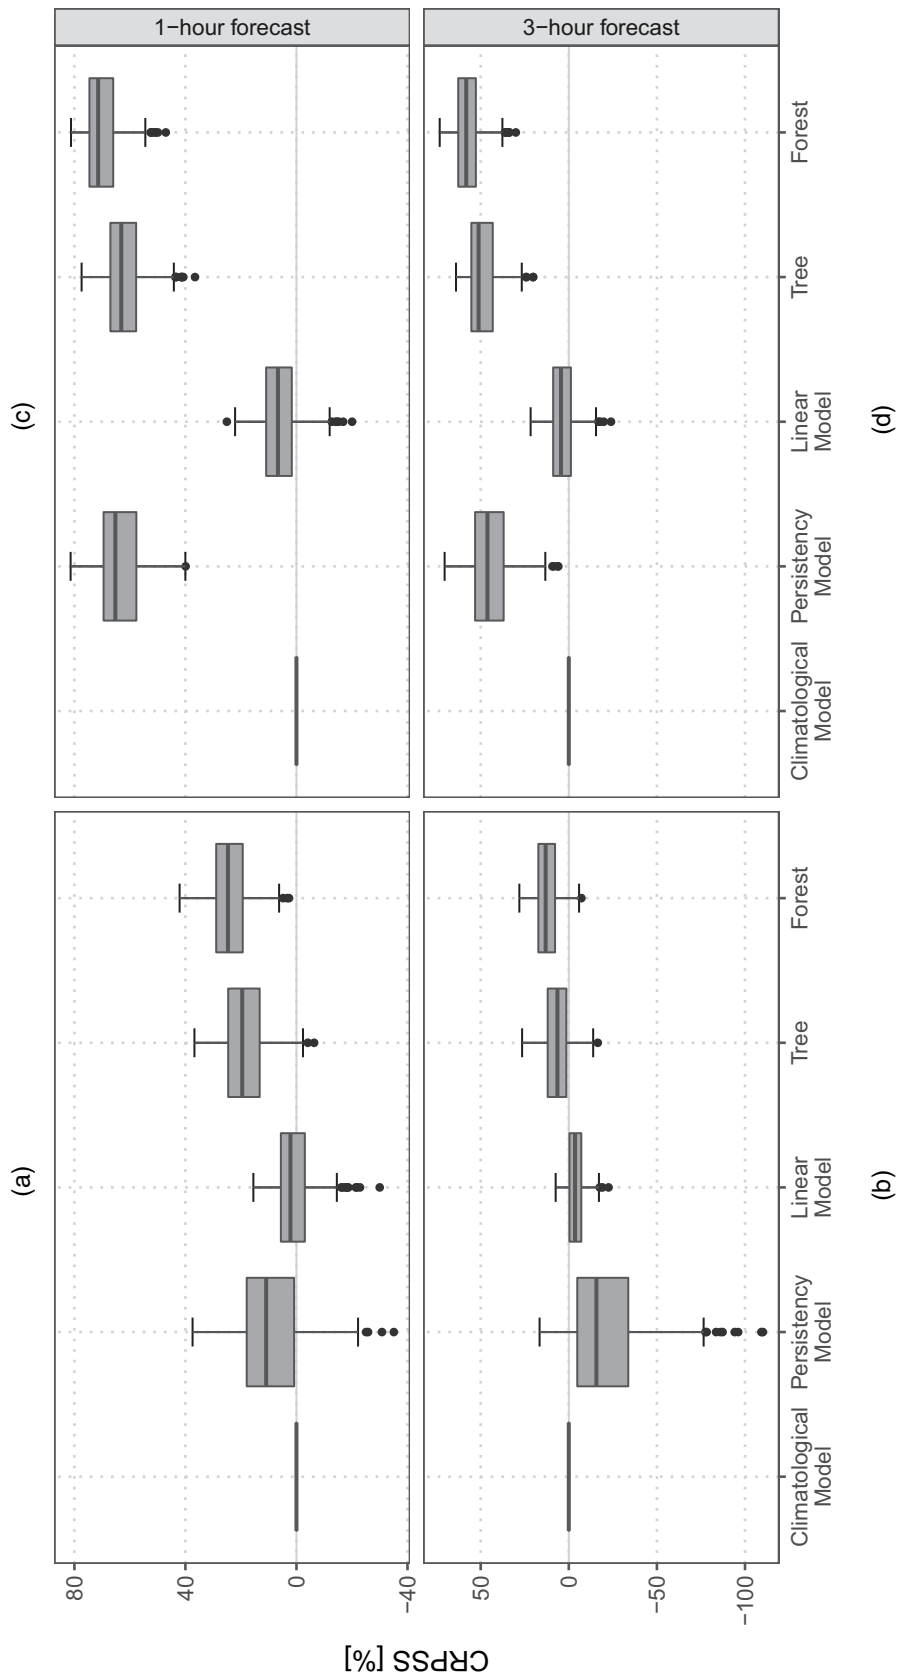 (a)
(c)
1−hour forecast
80
40
0
−40
3−hour forecast
50
0
−50
−100
CRPSS [%]
Climatological
Model
Persistency
Model
Linear
Model
Tree
Forest
Climatological
Model
Persistency
Model
Linear
Model
Tree
Forest
(b)
(d)